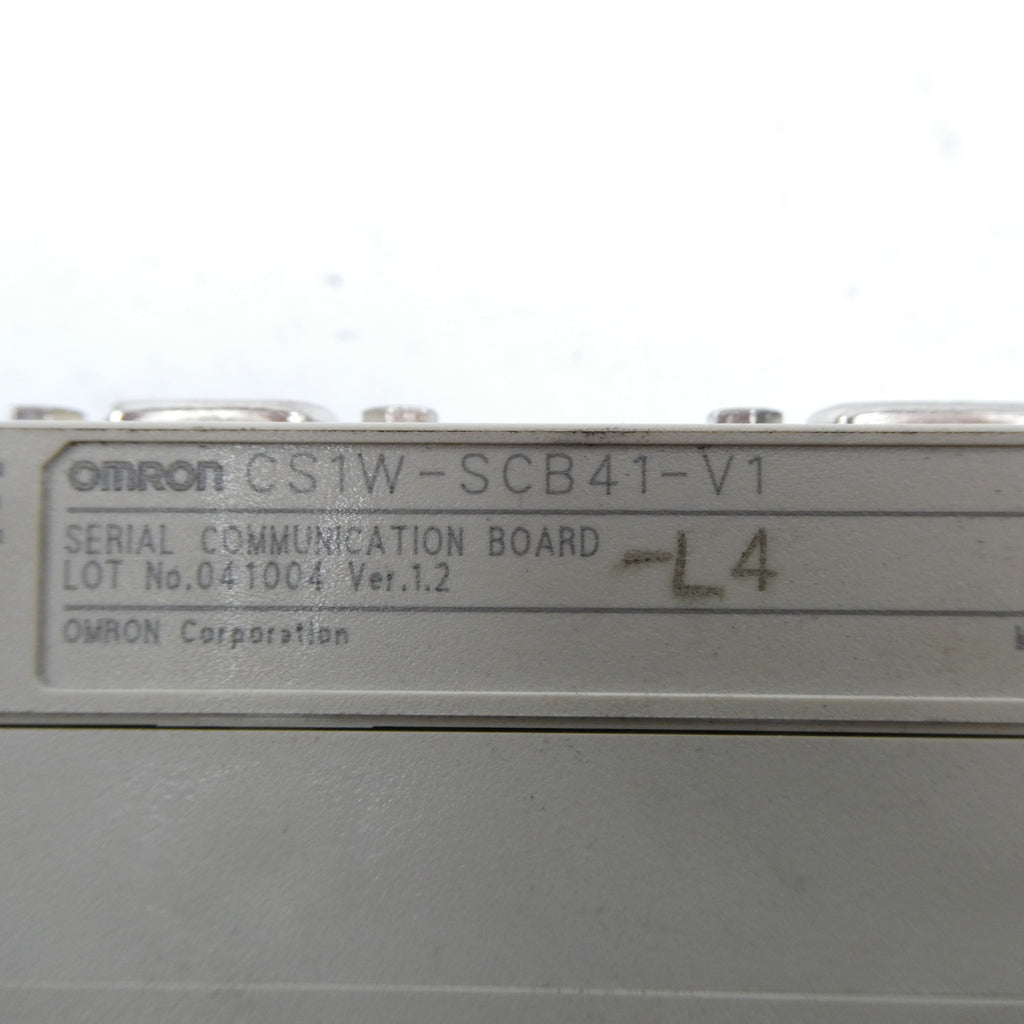 OMRON CS1W-SCB41-V1
SERIAL COMMUNICATION BOARD
LOT No.041004 Ver.1.2
-L4
OMRON Corporation